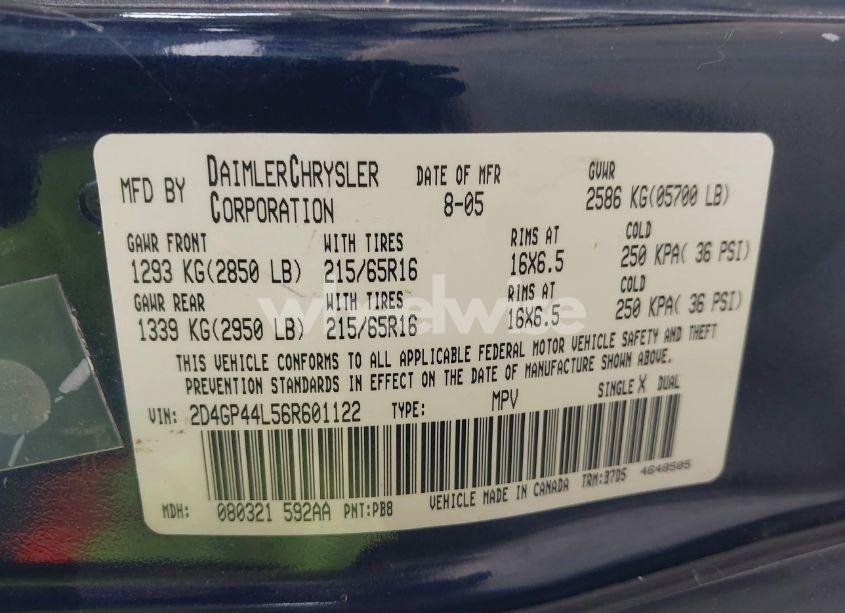 MFD BY DAIMLERCHRYSLER CORPORATION
DATE OF MFR 8-05
GVWR 2586 KG(05700 LB)
GAWR FRONT WITH TIRES RIMS AT COLD
1293 KG(2850 LB) 215/65R16 16X6.5 250 KPA( 36 PSI)
GAWR REAR WITH TIRES RIMS AT COLD
1339 KG(2950 LB) 215/65R16 16X6.5 250 KPA( 36 PSI)
THIS VEHICLE CONFORMS TO ALL APPLICABLE FEDERAL MOTOR VEHICLE SAFETY AND THEFT
PREVENTION STANDARDS IN EFFECT ON THE DATE OF MANUFACTURE SHOWN ABOVE.
VIN: 2D4GP44L56R601122 TYPE: MPV SINGLE X DUAL
MDH: 080321 592AA PNT:PB8 VEHICLE MADE IN CANADA TRM:B7D5 4648505